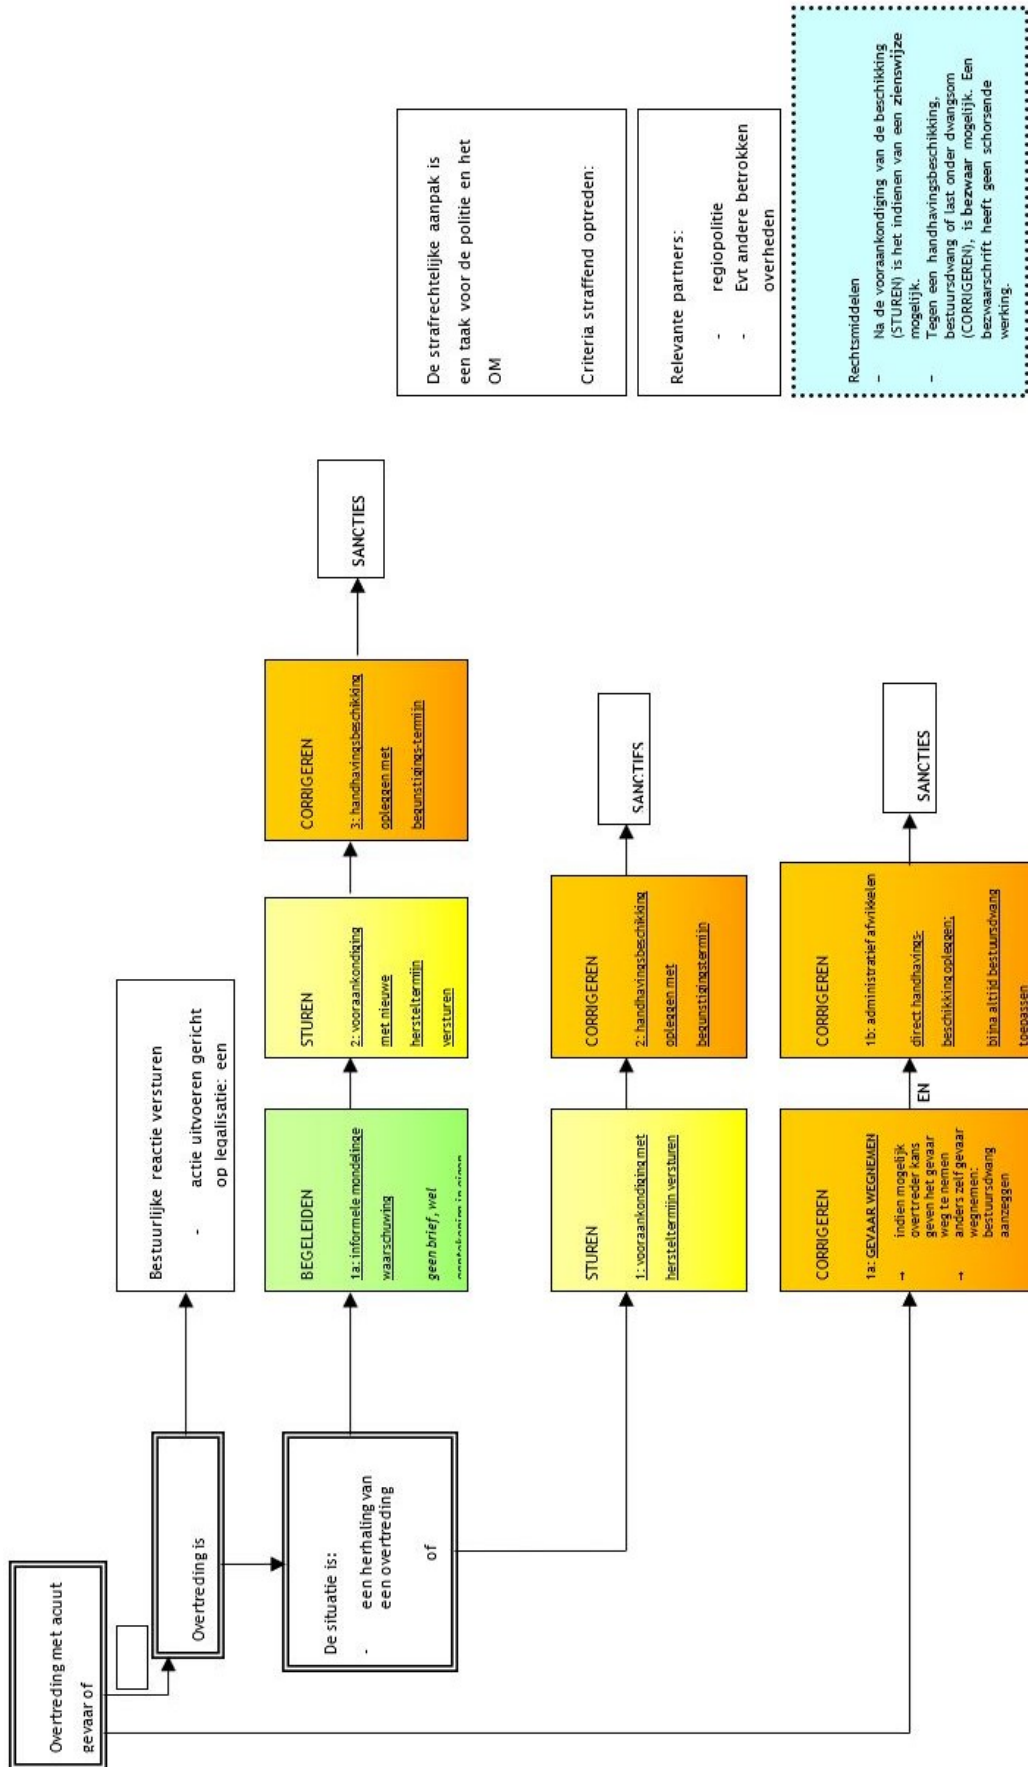 Overtreding met acuut
gevaar of
Overtreding is
Bestuurlijke reactie versturen
- actie uitvoeren gericht
op legalisatie: een
De situatie is:
- een herhaling van
een overtreding
of
BEGELEIDEN
1a: informele mondelinge
waarschuwing
geen brief, wel
STUREN
2: vooraankondiging
met nieuwe
hersteltermijn
versturen
CORRIGEREN
3: handhavingsbeschikking
opleggen met
begunstigings-termijn
SANCTIES
STUREN
1: vooraankondiging met
hersteltermijn versturen
CORRIGEREN
2: handhavingsbeschikking
opleggen met
begunstigingstermijn
SANCTIES
CORRIGEREN
1a: GEVAAR WEGNEMEN
→ indien mogelijk
overtreder kans
geven het gevaar
weg te nemen
→ anders zelf gevaar
wegnemen:
bestuursdwang
aanzeggen
EN
CORRIGEREN
1b: administratief afwikkelen
direct handhavings-
beschikking opleggen;
bijna altijd bestuursdwang
toepassen
SANCTIES
De strafrechtelijke aanpak is
een taak voor de politie en het
OM
Criteria straffend optreden:
Relevante partners:
- regiopolitie
- Evt andere betrokken
overheden
Rechtsmiddelen
- Na de vooraankondiging van de beschikking
(STUREN) is het indienen van een zienswijze
mogelijk.
- Tegen een handhavingsbeschikking,
bestuursdwang of last onder dwangsom
(CORRIGEREN), is bezwaar mogelijk. Een
bezwaarschrift heeft geen schorsende
werking.